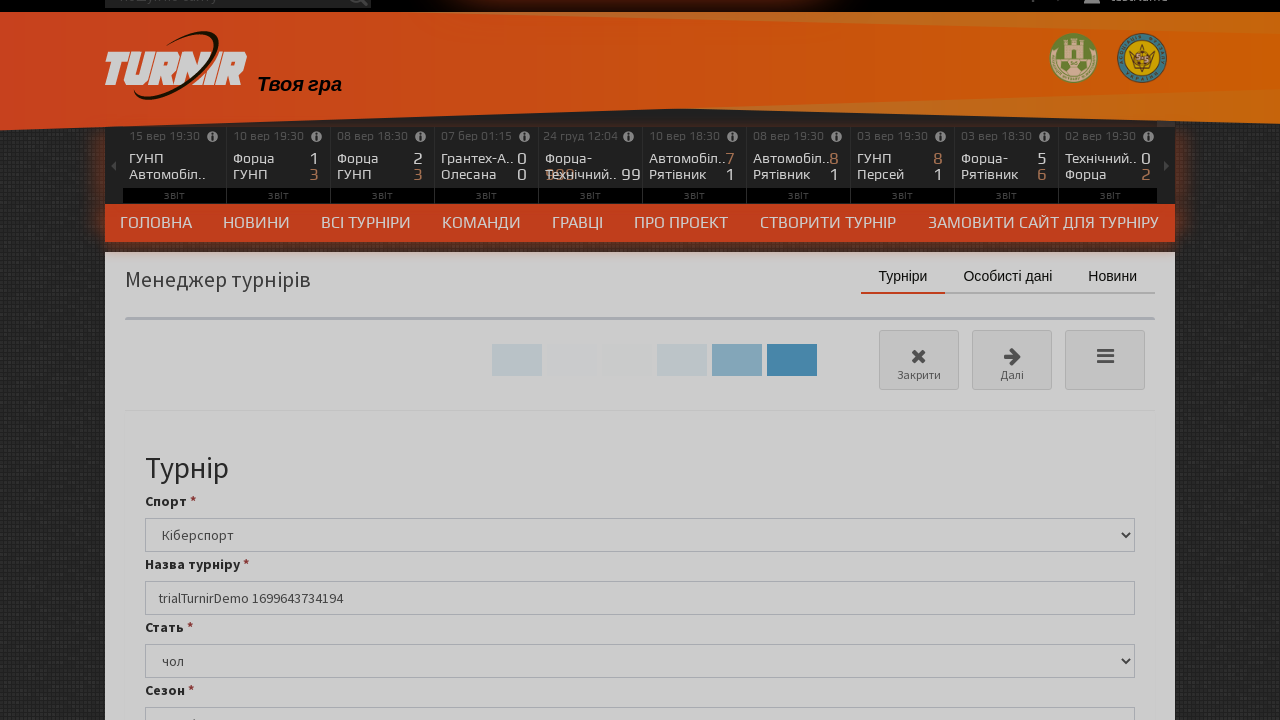 TURNIR
Твоя гра
15 вер 19:30
ГУНП
Автомобіл..
звіт
10 вер 19:30
Форца 1
ГУНП 3
звіт
08 вер 18:30
Форца 2
ГУНП 3
звіт
07 бер 01:15
Грантех-А.. 0
Олесана 0
звіт
24 груд 12:04
Форца-
Технічний.. 99
звіт
10 вер 18:30
Автомобіл.. 7
Рятівник 1
звіт
08 вер 19:30
Автомобіл.. 8
Рятівник 1
звіт
03 вер 19:30
ГУНП 8
Персей 1
звіт
03 вер 18:30
Форца- 5
Рятівник 6
звіт
02 вер 19:30
Технічний.. 0
Форца 2
звіт
ГОЛОВНА НОВИНИ ВСІ ТУРНІРИ КОМАНДИ ГРАВЦІ ПРО ПРОЕКТ СТВОРИТИ ТУРНІР ЗАМОВИТИ САЙТ ДЛЯ ТУРНІРУ
Менеджер турнірів
Турніри Особисті дані Новини
Закрити Далі
Турнір
Спорт *
Кіберспорт
Назва турніру *
trialTurnirDemo 1699643734194
Стать *
чол
Сезон *